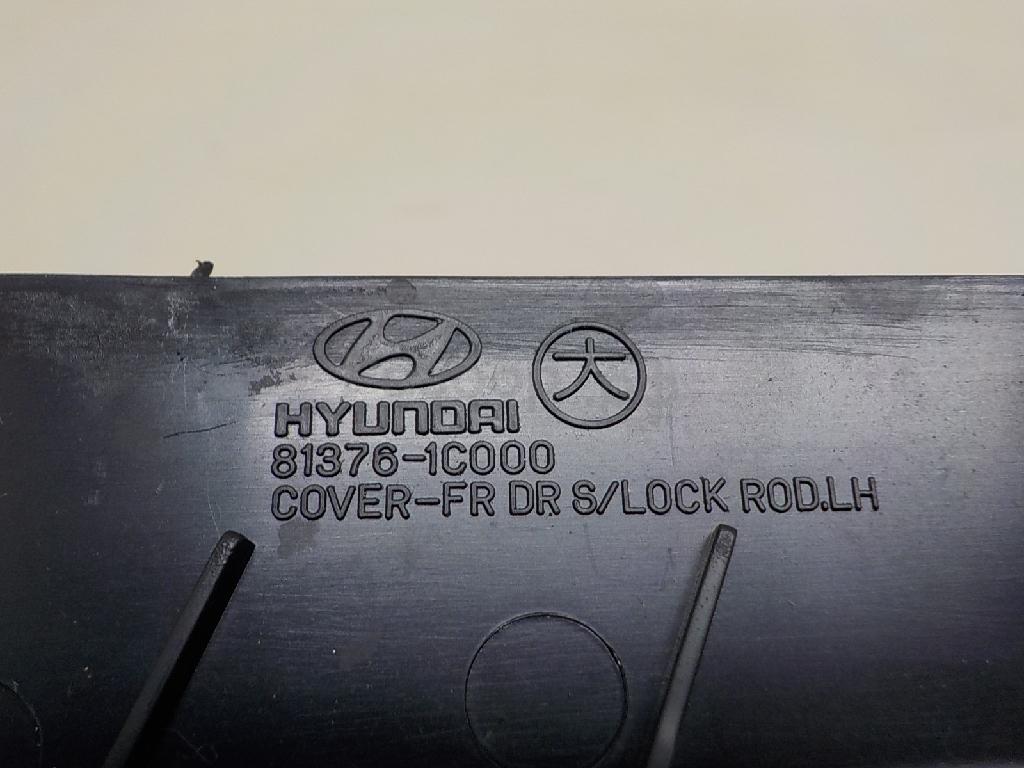 大
HYUNDAI
81376-1C000
COVER-FR DR S/LOCK ROD.LH